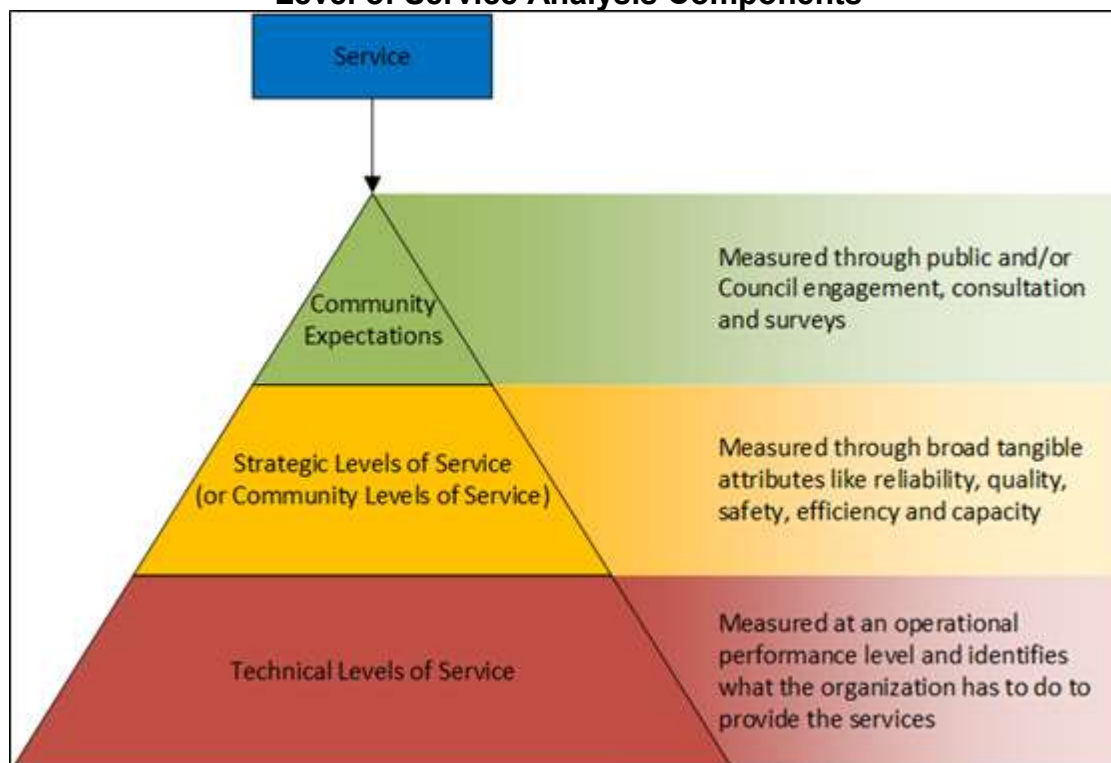 Level of Service Analysis Components
Service
Community
Expectations
Measured through public and/or
Council engagement, consultation
and surveys
Strategic Levels of Service
(or Community Levels of Service)
Measured through broad tangible
attributes like reliability, quality,
safety, efficiency and capacity
Technical Levels of Service
Measured at an operational
performance level and identifies
what the organization has to do to
provide the services